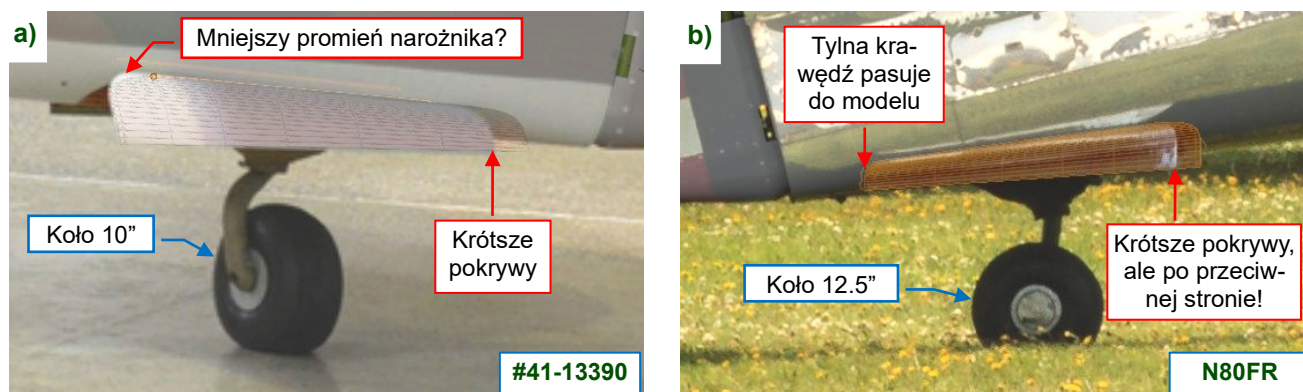 a)
Mniejszy promień narożnika?
Koło 10”
Krótsze
pokrywy
#41-13390
b)
Tylna kra-
wędź pasuje
do modelu
Koło 12.5”
Krótsze pokrywy,
ale po przeciw-
nej stronie!
N80FR